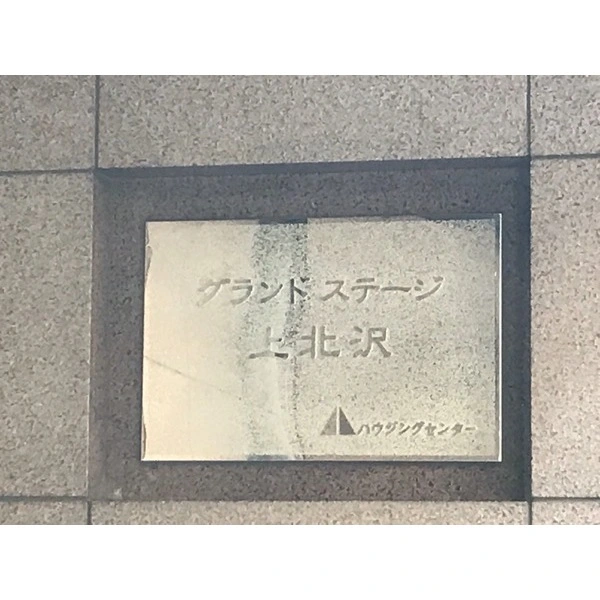 グランド ステージ
上北沢
ハウジングセンター